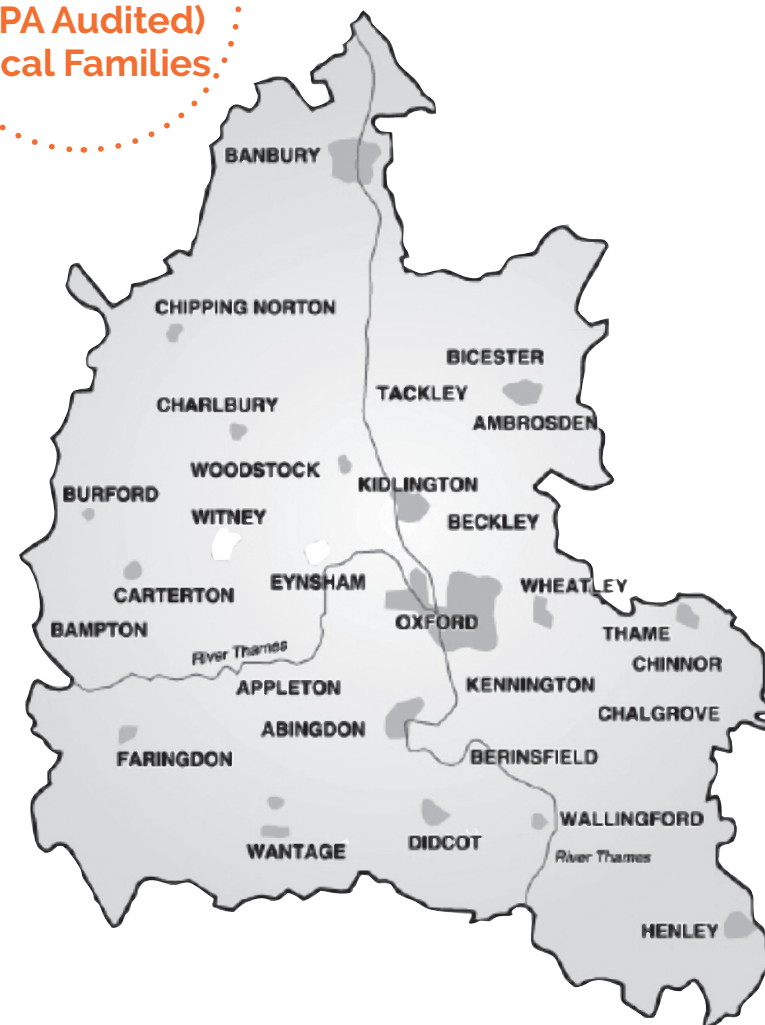 PA Audited)
cal Families
BANBURY
CHIPPING NORTON
BICESTER
TACKLEY
CHARLBURY
AMBROSDEN
WOODSTOCK
KIDLINGTON
BURFORD
WITNEY
BECKLEY
EYNSHAM
WHEATLEY
CARTERTON
OXFORD
BAMPTON
THAME
River Thames
CHINNOR
APPLETON
KENNINGTON
CHALGROVE
ABINGDON
FARINGDON
BERINSFIELD
WALLINGFORD
DIDCOT
WANTAGE
River Thames
HENLEY